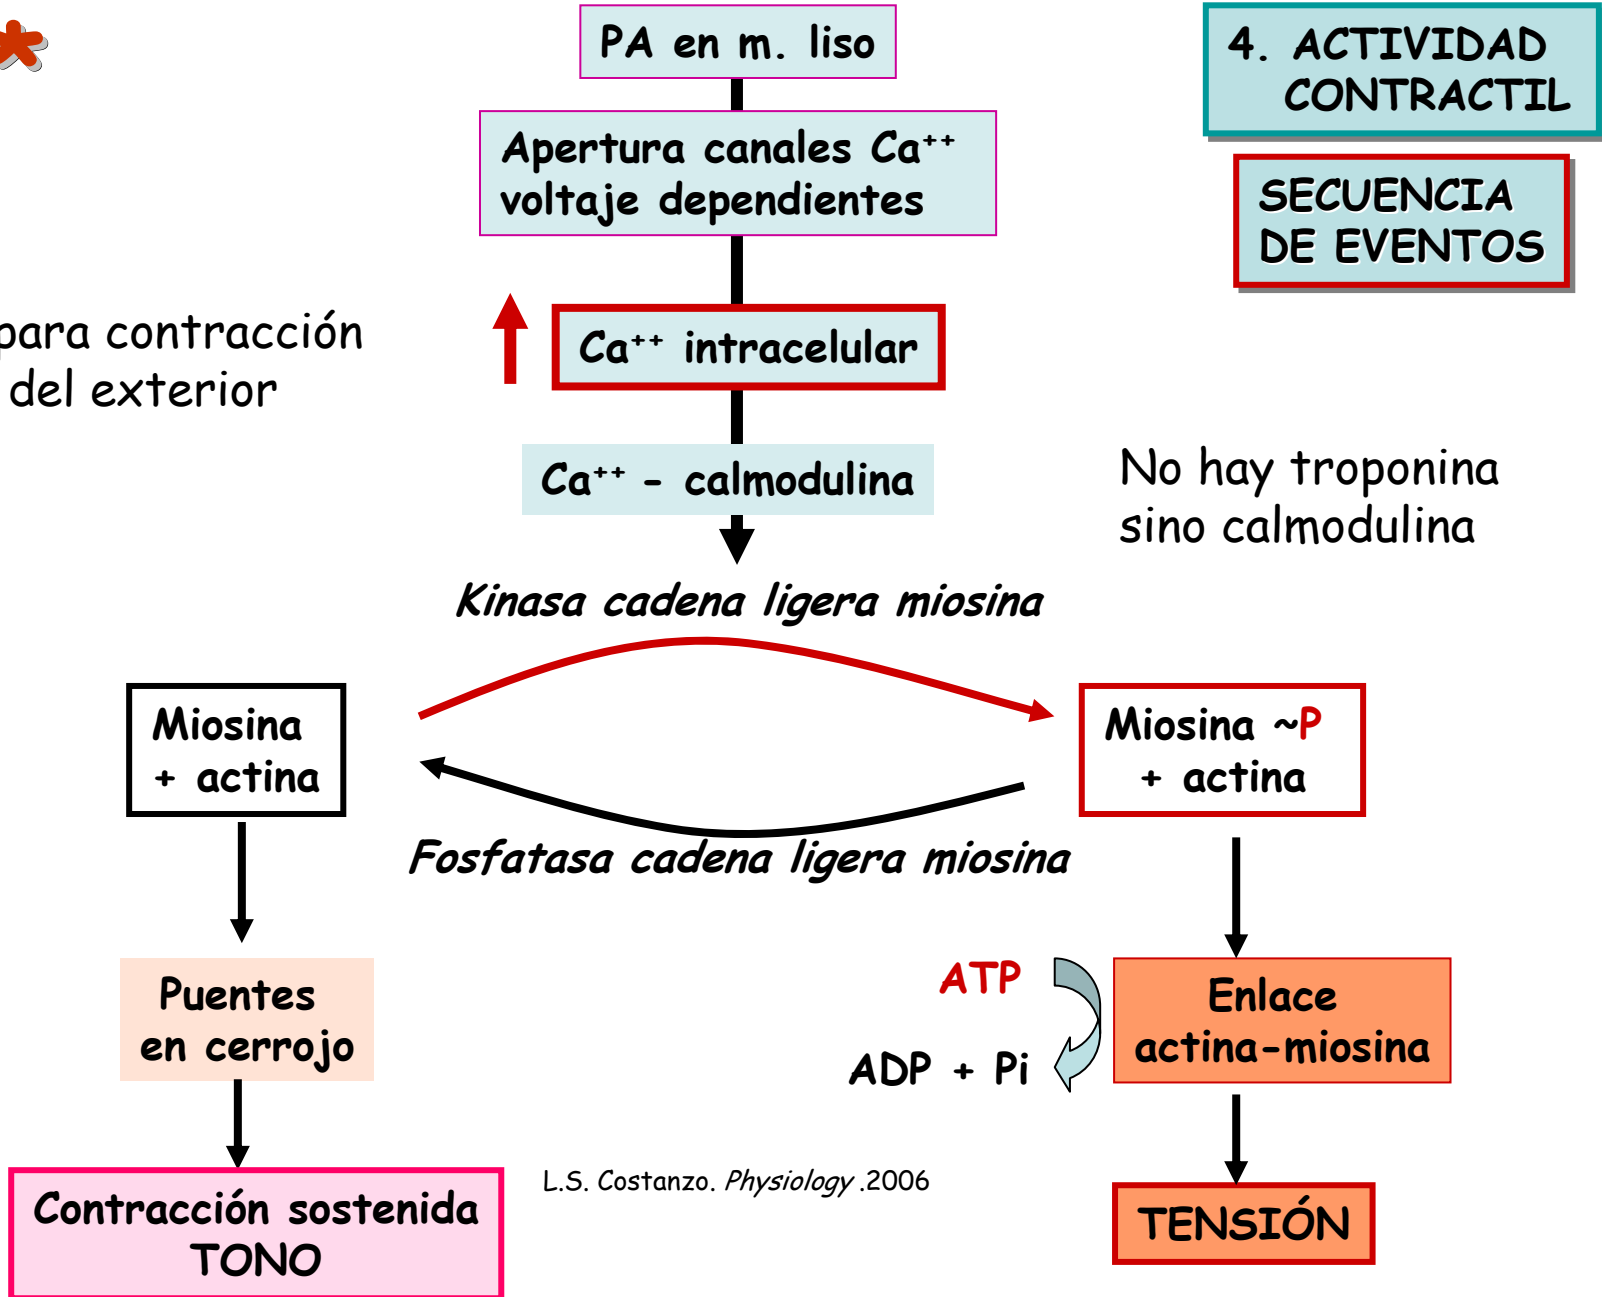 PA en m. liso
4. ACTIVIDAD
CONTRACTIL
Apertura canales Ca⁺⁺
voltaje dependientes
SECUENCIA
DE EVENTOS
para contracción
del exterior
Ca⁺⁺ intracelular
Ca⁺⁺ - calmodulina
No hay troponina
sino calmodulina
Kinasa cadena ligera miosina
Miosina
+ actina
Miosina ~P
+ actina
Fosfatasa cadena ligera miosina
Puentes
en cerrojo
ATP
ADP + Pi
Enlace
actina-miosina
Contracción sostenida
TONO
L.S. Costanzo. Physiology .2006
TENSIÓN